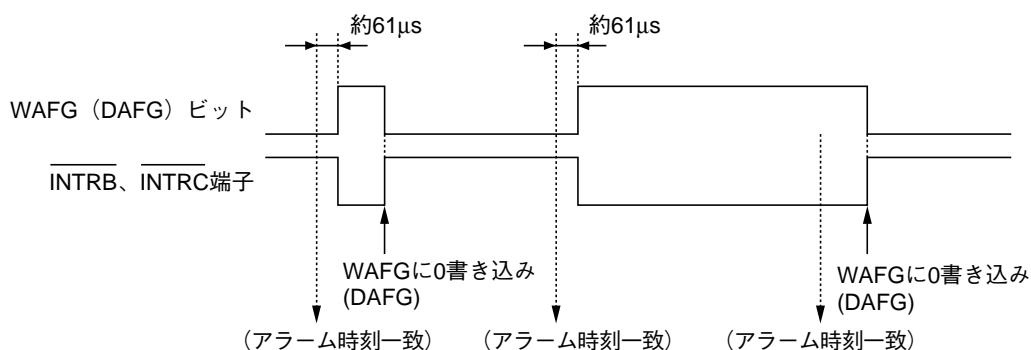 約61μs
約61μs
WAFG（DAFG）ビット
INTRB、INTRC端子
WAFGに0書き込み
(DAFG)
WAFGに0書き込み
(DAFG)
（アラーム時刻一致）
（アラーム時刻一致）
（アラーム時刻一致）